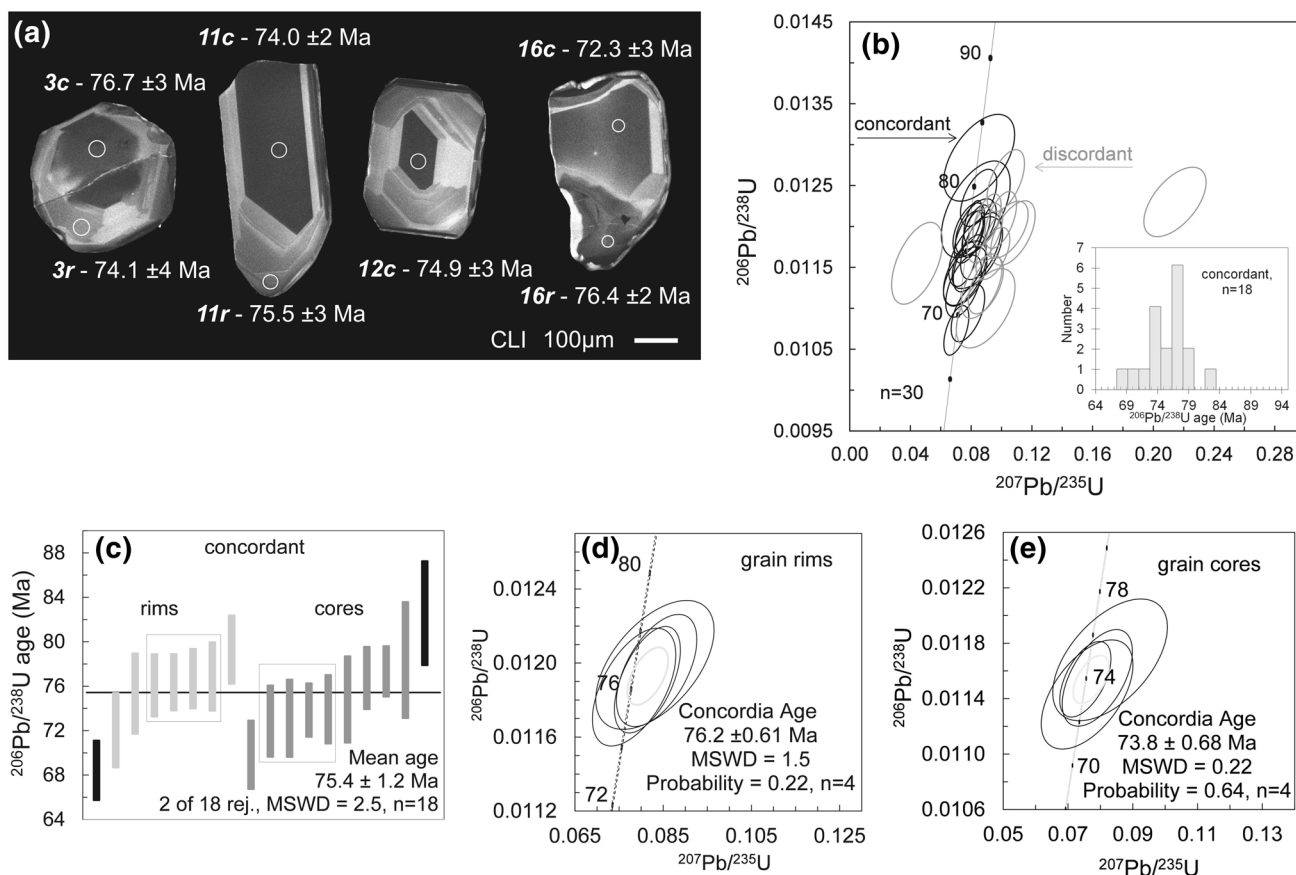 (a)
11c - 74.0 ±2 Ma
16c - 72.3 ±3 Ma
3c - 76.7 ±3 Ma
3r - 74.1 ±4 Ma
12c - 74.9 ±3 Ma
11r - 75.5 ±3 Ma
16r - 76.4 ±2 Ma
CLI 100µm
(b)
0.0145
0.0135
0.0125
0.0115
0.0105
0.0095
²⁰⁶Pb/²³⁸U
90
concordant
discordant
80
70
n=30
0.00 0.04 0.08 0.12 0.16 0.20 0.24 0.28
²⁰⁷Pb/²³⁵U
7
6
5
4
3
2
1
0
Number
concordant,
n=18
64 69 74 79 84 89 94
²⁰⁶Pb/²³⁸U age (Ma)
(c)
concordant
88
84
80
76
72
68
64
²⁰⁶Pb/²³⁸U age (Ma)
rims
cores
Mean age
75.4 ± 1.2 Ma
2 of 18 rej., MSWD = 2.5, n=18
(d)
grain rims
0.0124
0.0120
0.0116
0.0112
²⁰⁶Pb/²³⁸U
80
76
72
Concordia Age
76.2 ±0.61 Ma
MSWD = 1.5
Probability = 0.22, n=4
0.065 0.085 0.105 0.125
²⁰⁷Pb/²³⁵U
(e)
grain cores
0.0126
0.0122
0.0118
0.0114
0.0110
0.0106
²⁰⁶Pb/²³⁸U
78
74
70
Concordia Age
73.8 ± 0.68 Ma
MSWD = 0.22
Probability = 0.64, n=4
0.05 0.07 0.09 0.11 0.13
²⁰⁷Pb/²³⁵U